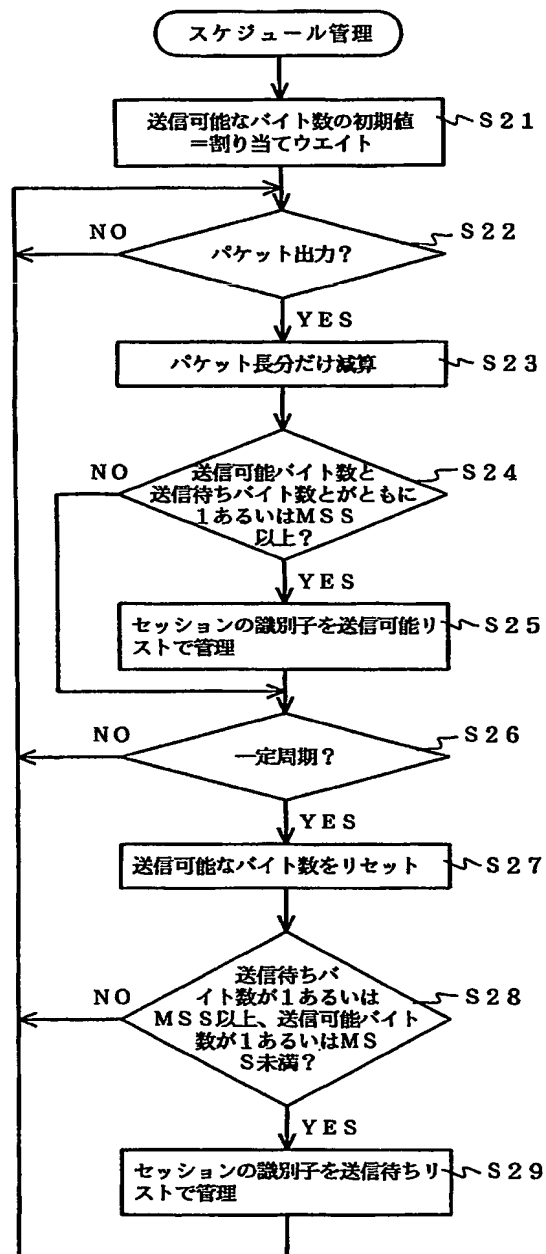 スケジュール管理
送信可能なバイト数の初期値
=割り当てウエイト
S21
NO
パケット出力?
S22
YES
パケット長分だけ減算
S23
NO
送信可能バイト数と
送信待ちバイト数とがともに
1あるいはMSS
以上?
S24
YES
セッションの識別子を送信可能リ
ストで管理
S25
NO
一定周期?
S26
YES
送信可能なバイト数をリセット
S27
NO
送信待ちバ
イト数が1あるいは
MSS以上、送信可能バイト
数が1あるいはMS
S未満?
S28
YES
セッションの識別子を送信待ちリ
ストで管理
S29